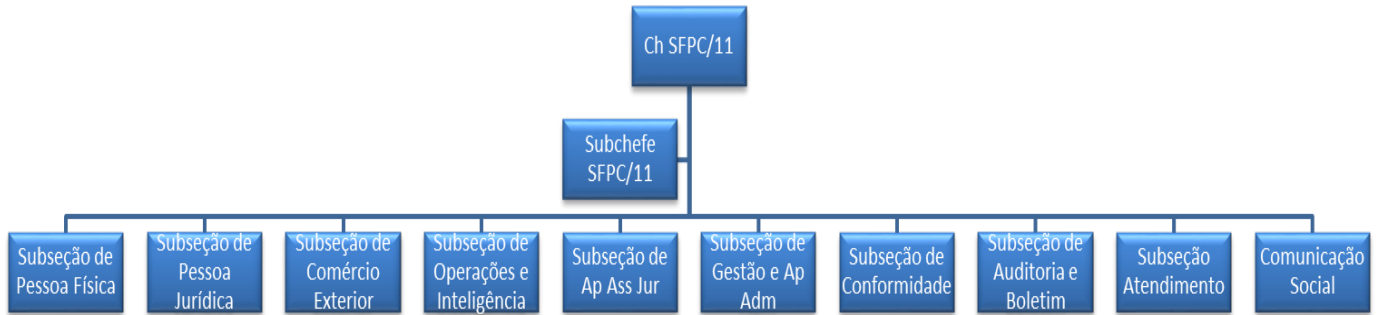 Ch SFPC/11
Subchefe
SFPC/11
Subseção de
Pessoa Física
Subseção de
Pessoa
Jurídica
Subseção de
Comércio
Exterior
Subseção de
Operações e
Inteligência
Subseção de
Ap Ass Jur
Subseção de
Gestão e Ap
Adm
Subseção de
Conformidade
Subseção de
Auditoria e
Boletim
Subseção
Atendimento
Comunicação
Social